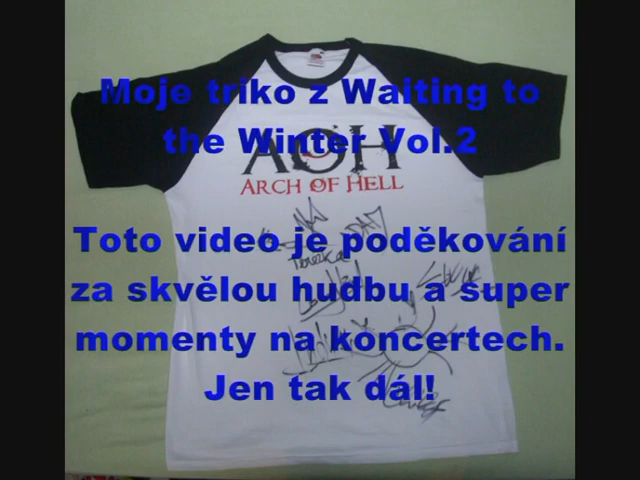 Moje triko z Waiting to
the Winter Vol.2
AOH
ARCH OF HELL
Toto video je poděkování
za skvělou hudbu a super
momenty na koncertech.
Jen tak dál!